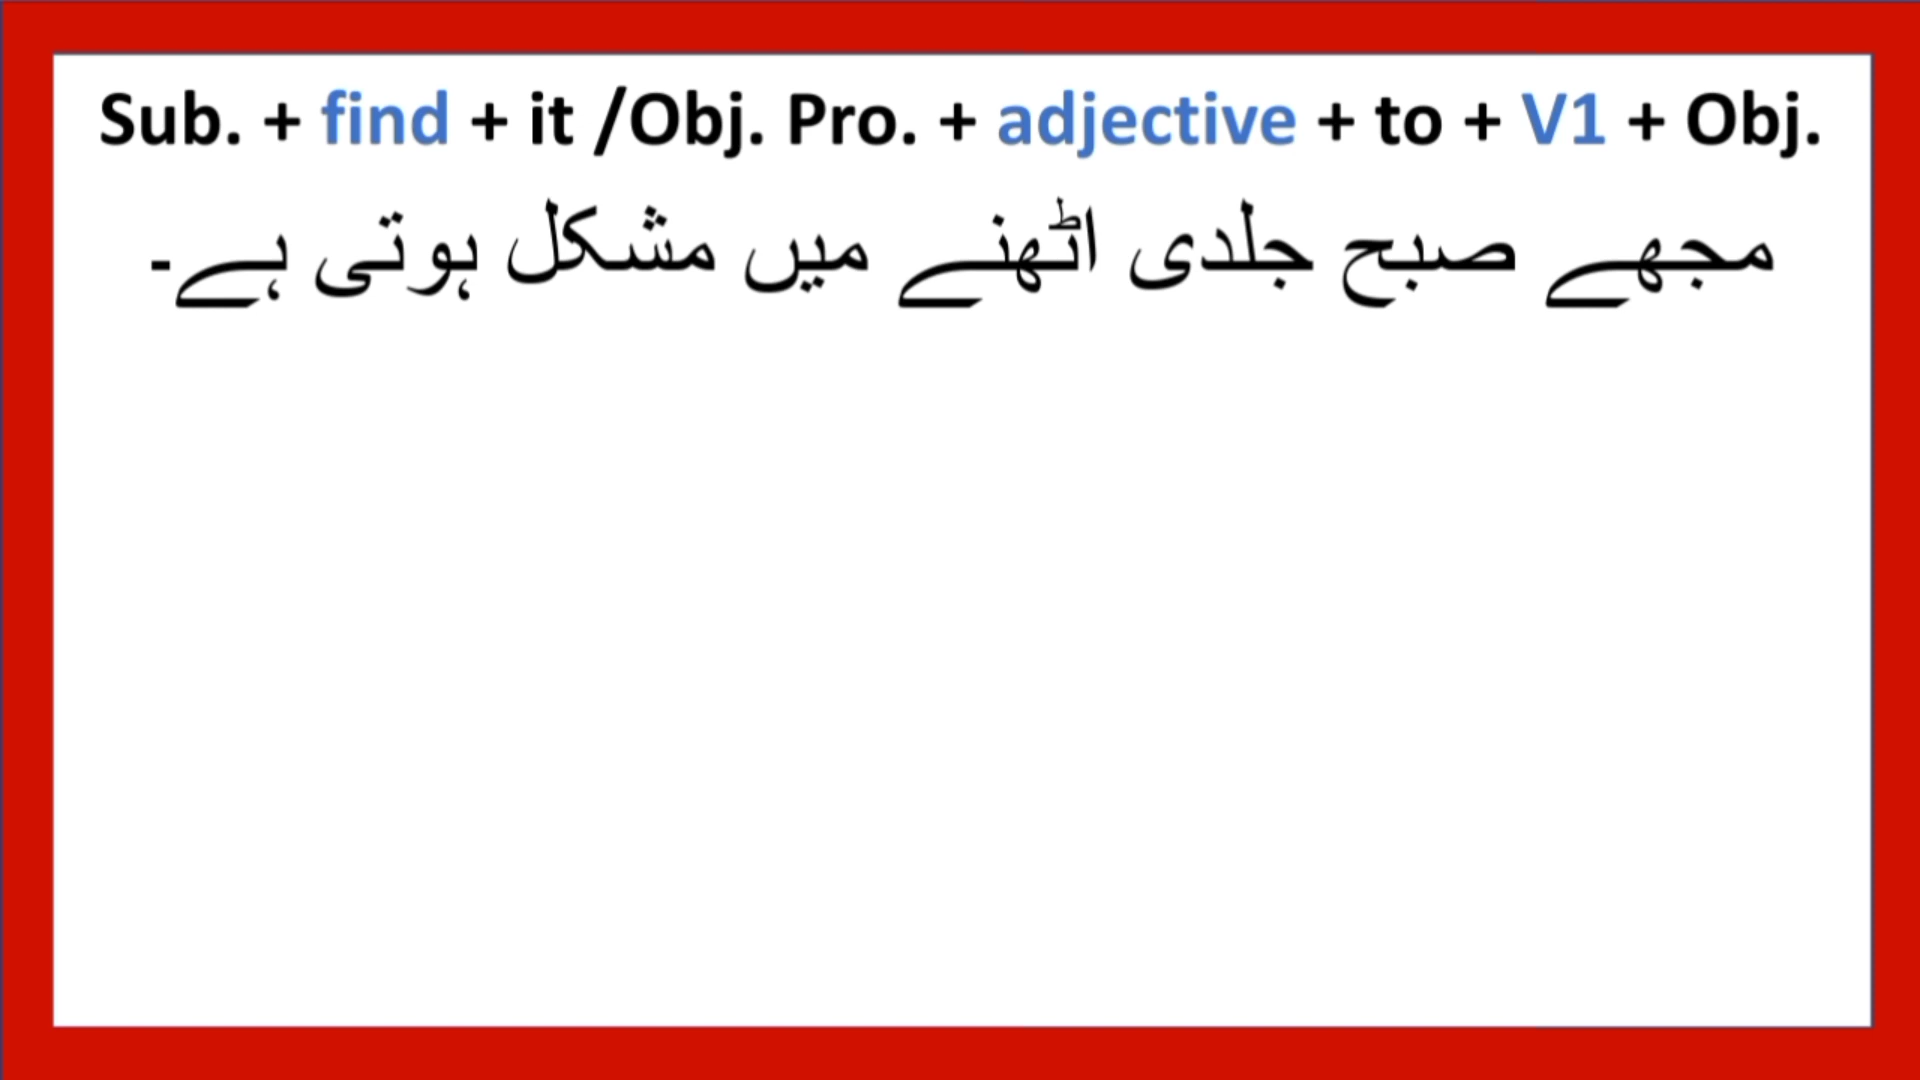 Sub. + find + it /Obj. Pro. + adjective + to + V1 + Obj.
مجھے صبح جلدی اٹھنے میں مشکل ہوتی ہے۔